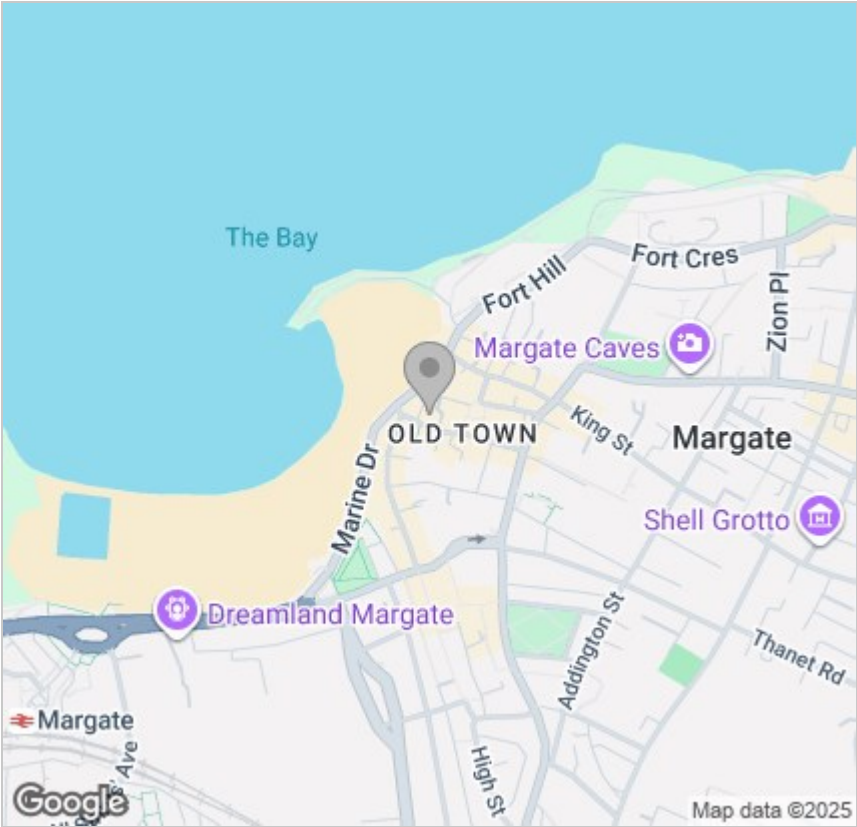 The Bay
Fort Cres
Fort Hill
Zion Pl
Margate Caves
King St
OLD TOWN
Margate
Marine Dr
Shell Grotto
Dreamland Margate
Addington St
Thanet Rd
Margate
High St
Ave
Google
Map data ©2025